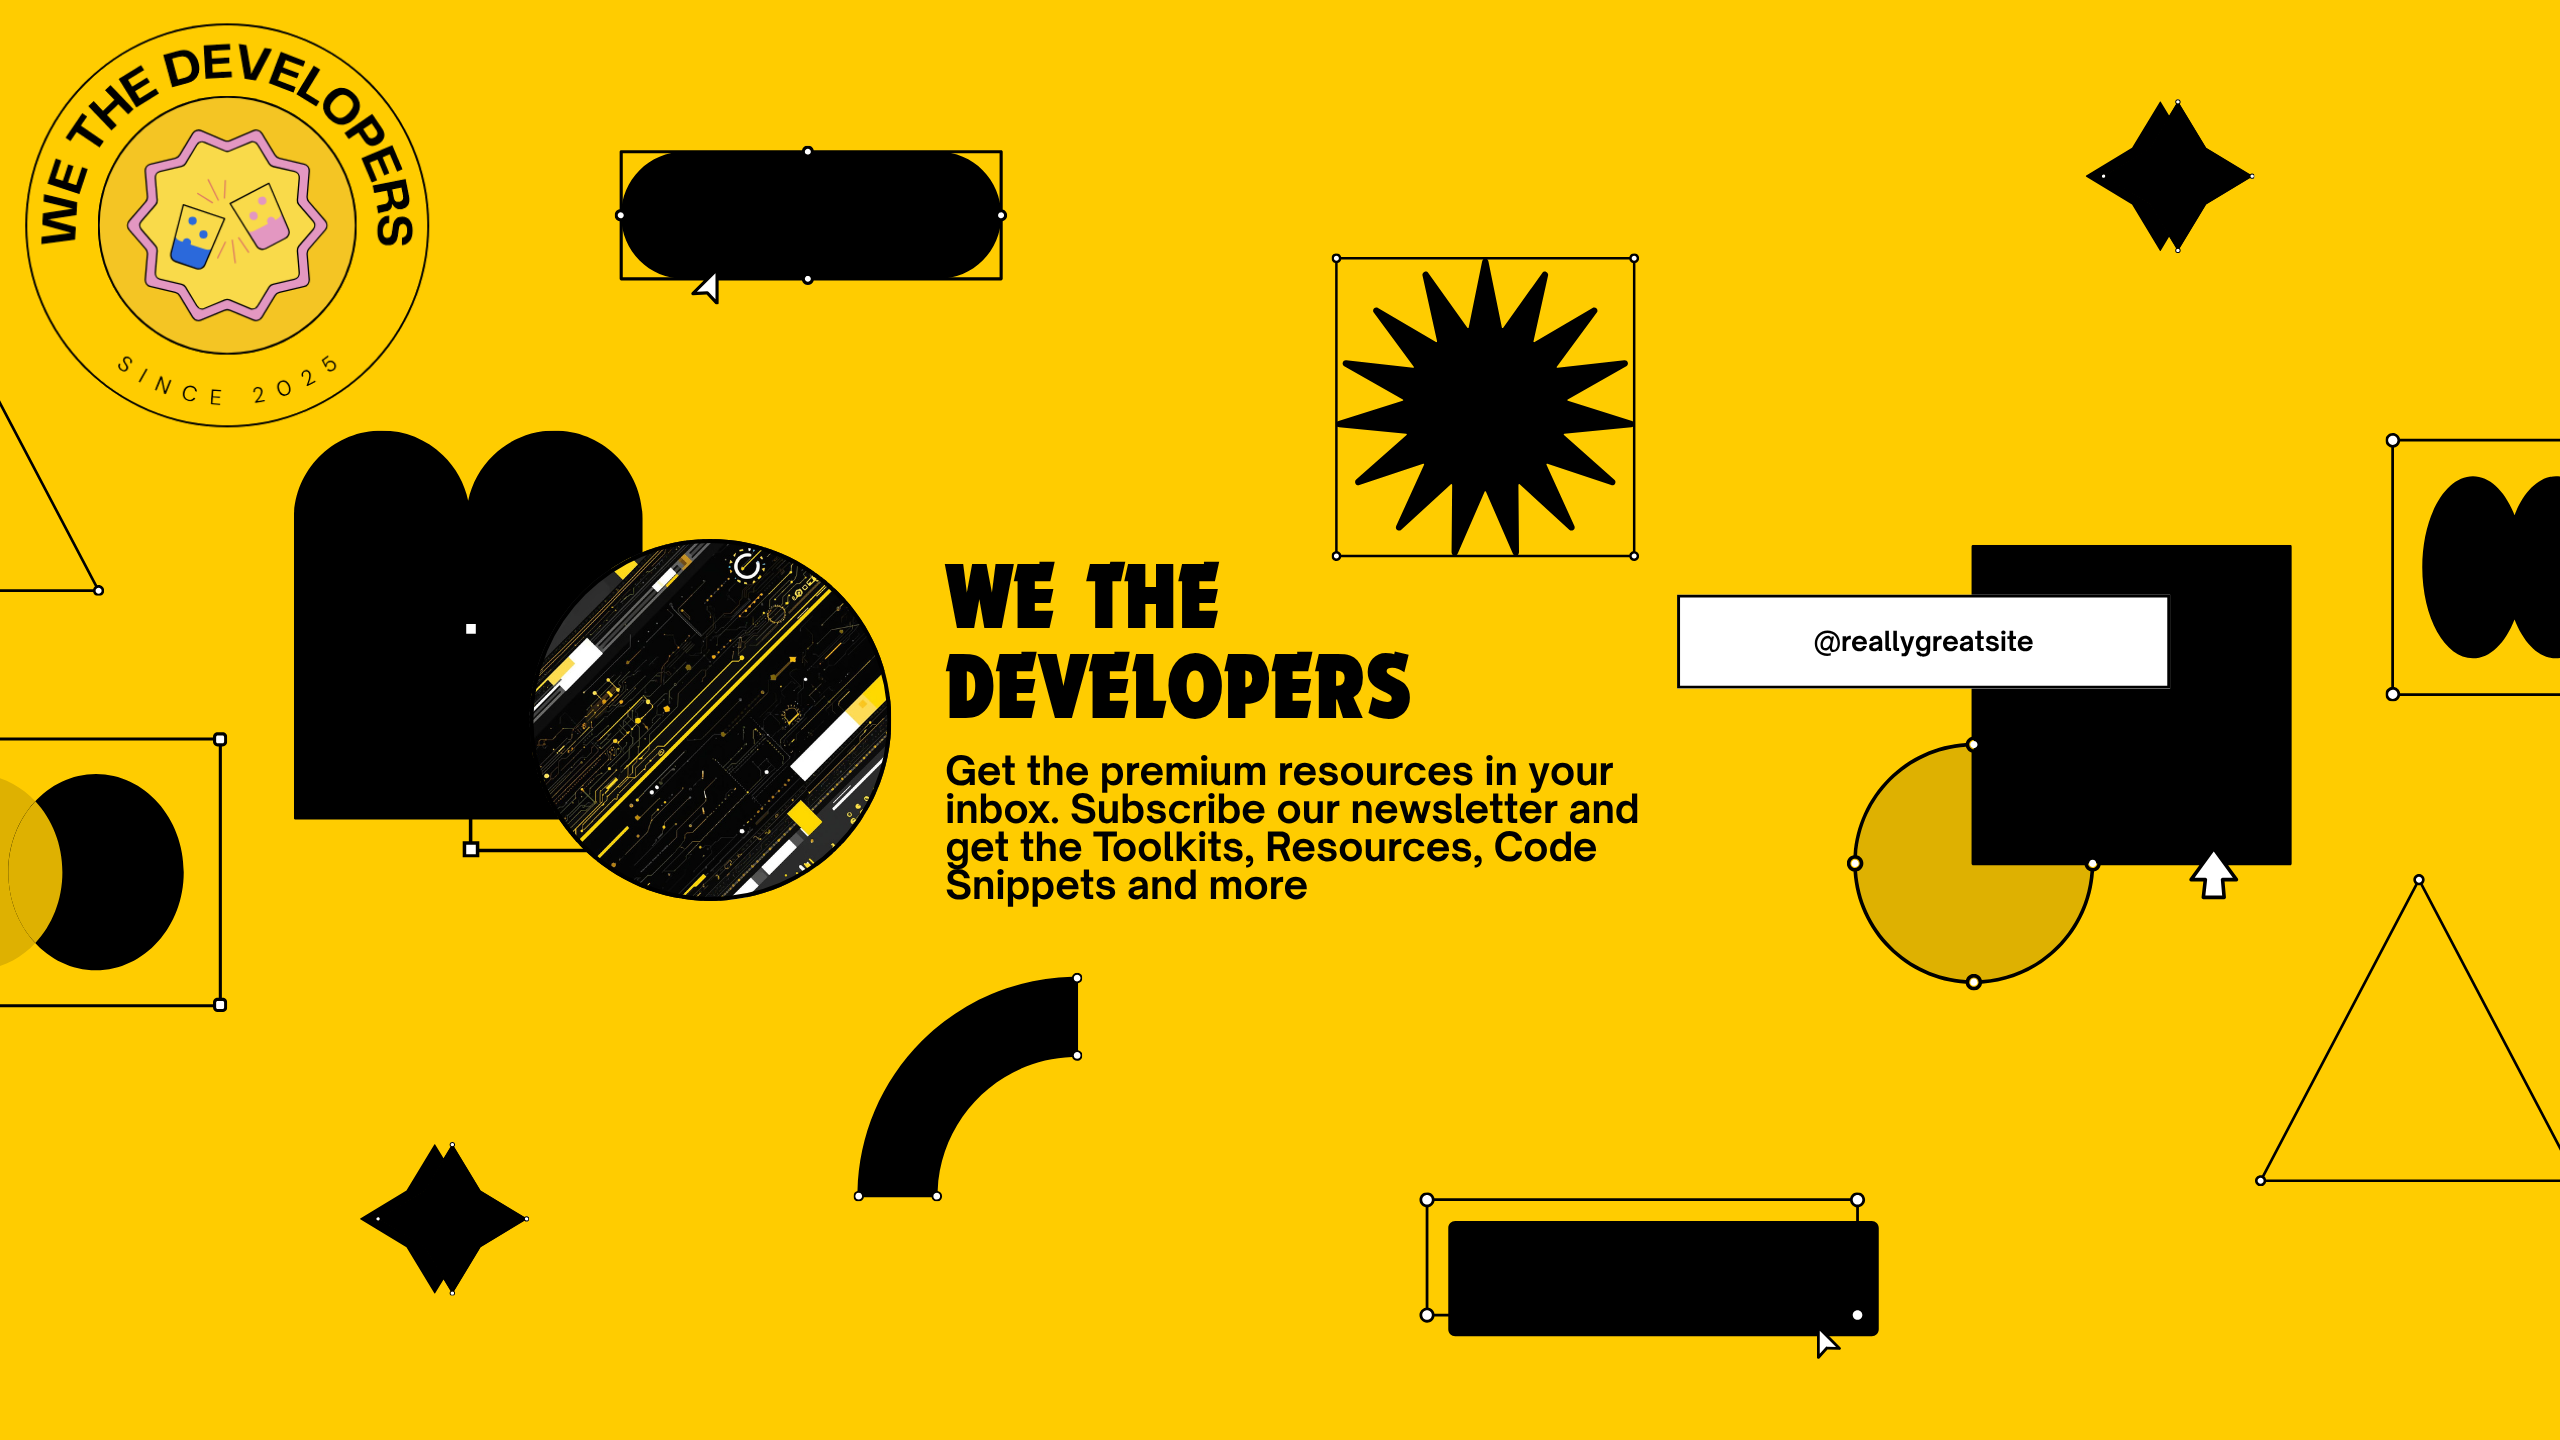 WE THE DEVELOPERS
SINCE 2025
WE THE
DEVELOPERS
Get the premium resources in your
inbox. Subscribe our newsletter and
get the Toolkits, Resources, Code
Snippets and more
@reallygreatsite